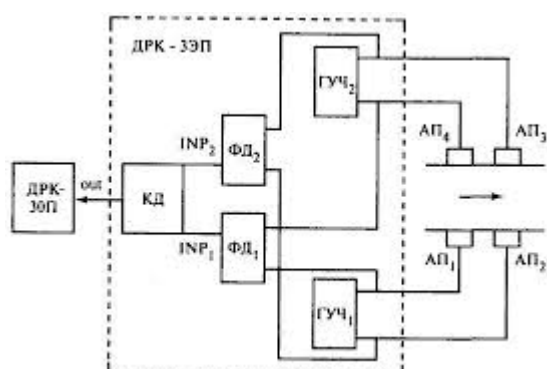 ДРК - 3ЭП
ГУЧ₂
АП₄ АП₃
INP₂
ФД₂
ДРК-
30П
out
КД
INP₁
ФД₁
АП₁ АП₂
ГУЧ₁